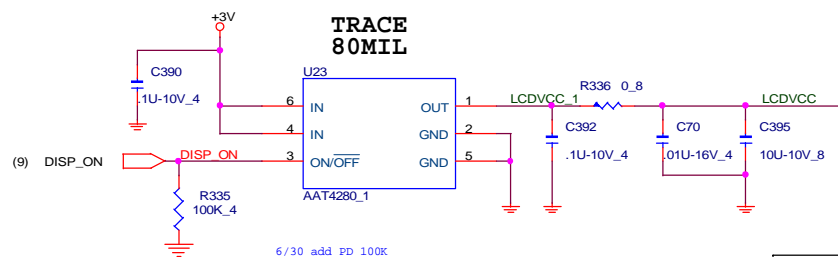 +3V
TRACE
80MIL
C390
.1U-10V_4
U23
6 IN OUT 1
4 IN GND 2
3 ON/OFF GND 5
AAT4280_1
LCDVCC_1
R336 0_8
LCDVCC
C392
.1U-10V_4
C70
.01U-16V_4
C395
10U-10V_8
(9) DISP_ON
DISP_ON
R335
100K_4
6/30 add PD 100K